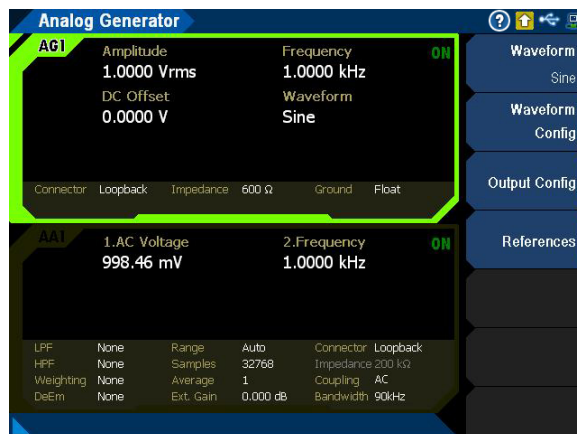 Analog Generator
AG1
Amplitude Frequency ON
1.0000 Vrms 1.0000 kHz
DC Offset Waveform
0.0000 V Sine
Connector Loopback Impedance 600 Ω Ground Float
AA1
1.AC Voltage 2.Frequency ON
998.46 mV 1.0000 kHz
LPF None Range Auto Connector Loopback
HPF None Samples 32768 Impedance 200 kΩ
Weighting None Average 1 Coupling AC
DeEm None Ext. Gain 0.000 dB Bandwidth 90kHz
?
Waveform
Sine
Waveform
Config
Output Config
References